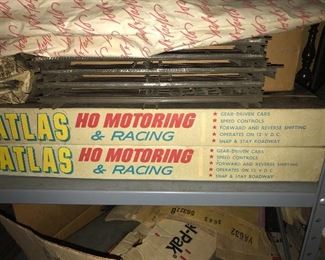 ATLAS HO MOTORING
& RACING
★ GEAR-DRIVEN CARS
★ SPEED CONTROLS
★ FORWARD AND REVERSE SHIFTING
★ OPERATES ON 12 V D C
★ SNAP & STAY ROADWAY
ATLAS HO MOTORING
& RACING
★ GEAR-DRIVEN CARS
★ SPEED CONTROLS
★ FORWARD AND REVERSE SHIFTING
★ OPERATES ON 12 V D C
★ SNAP & STAY ROADWAY
-Pak
VA632